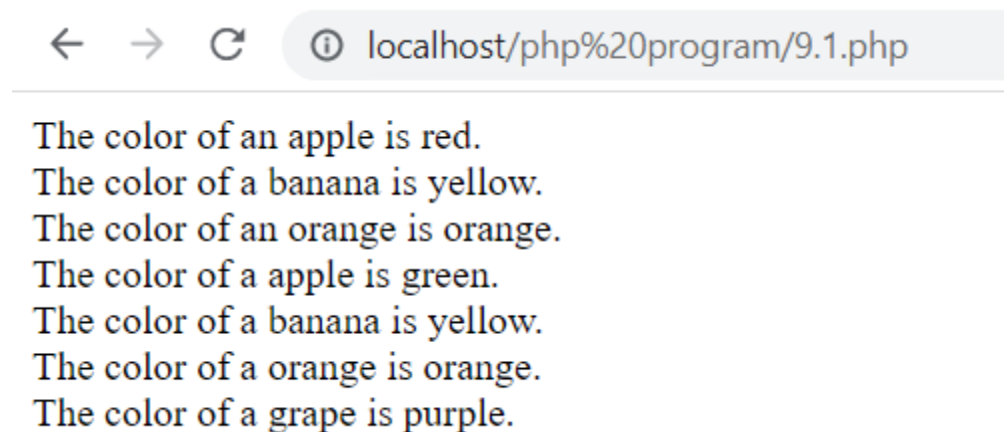 localhost/php%20program/9.1.php
The color of an apple is red.
The color of a banana is yellow.
The color of an orange is orange.
The color of a apple is green.
The color of a banana is yellow.
The color of a orange is orange.
The color of a grape is purple.